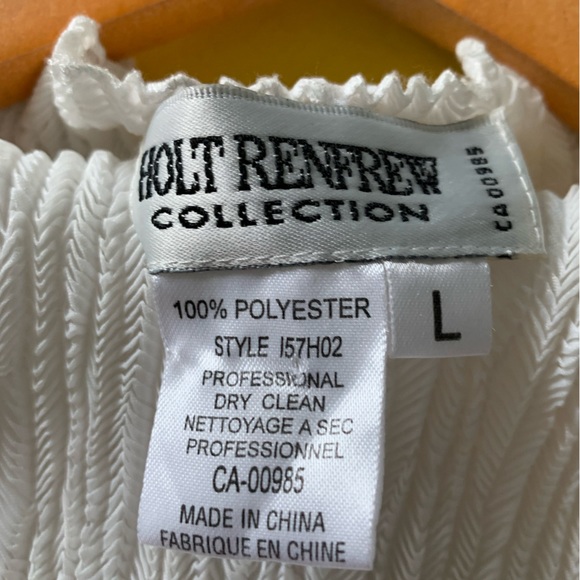 HOLT RENFREW
COLLECTION
CA 00985
L
100% POLYESTER
STYLE I57H02
PROFESSIONAL
DRY CLEAN
NETTOYAGE A SEC
PROFESSIONNEL
CA-00985
MADE IN CHINA
FABRIQUE EN CHINE